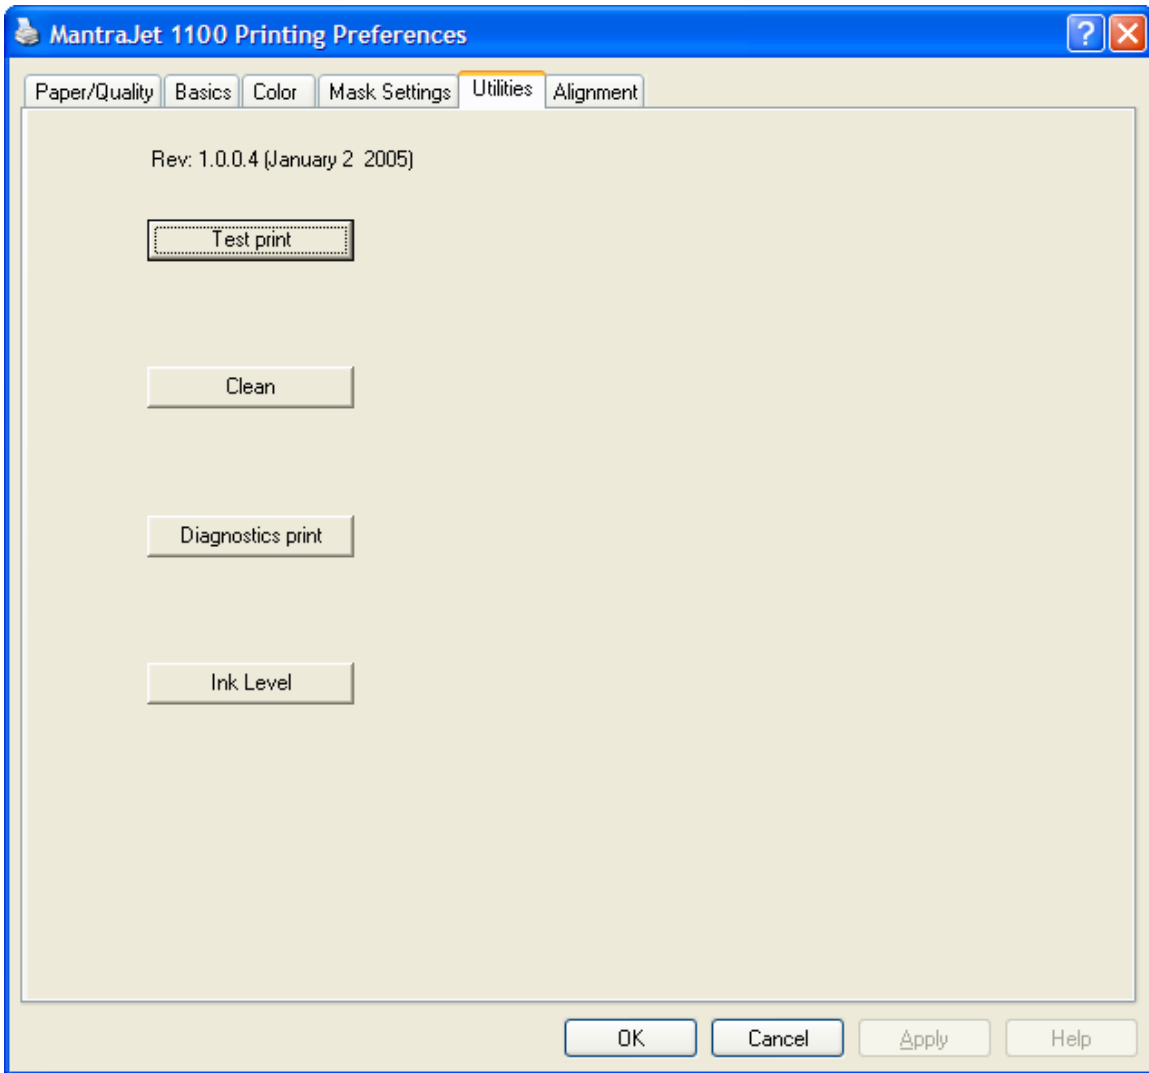 MantraJet 1100 Printing Preferences
Paper/Quality Basics Color Mask Settings Utilities Alignment
Rev: 1.0.0.4 (January 2  2005)
Test print
Clean
Diagnostics print
Ink Level
OK Cancel Apply Help